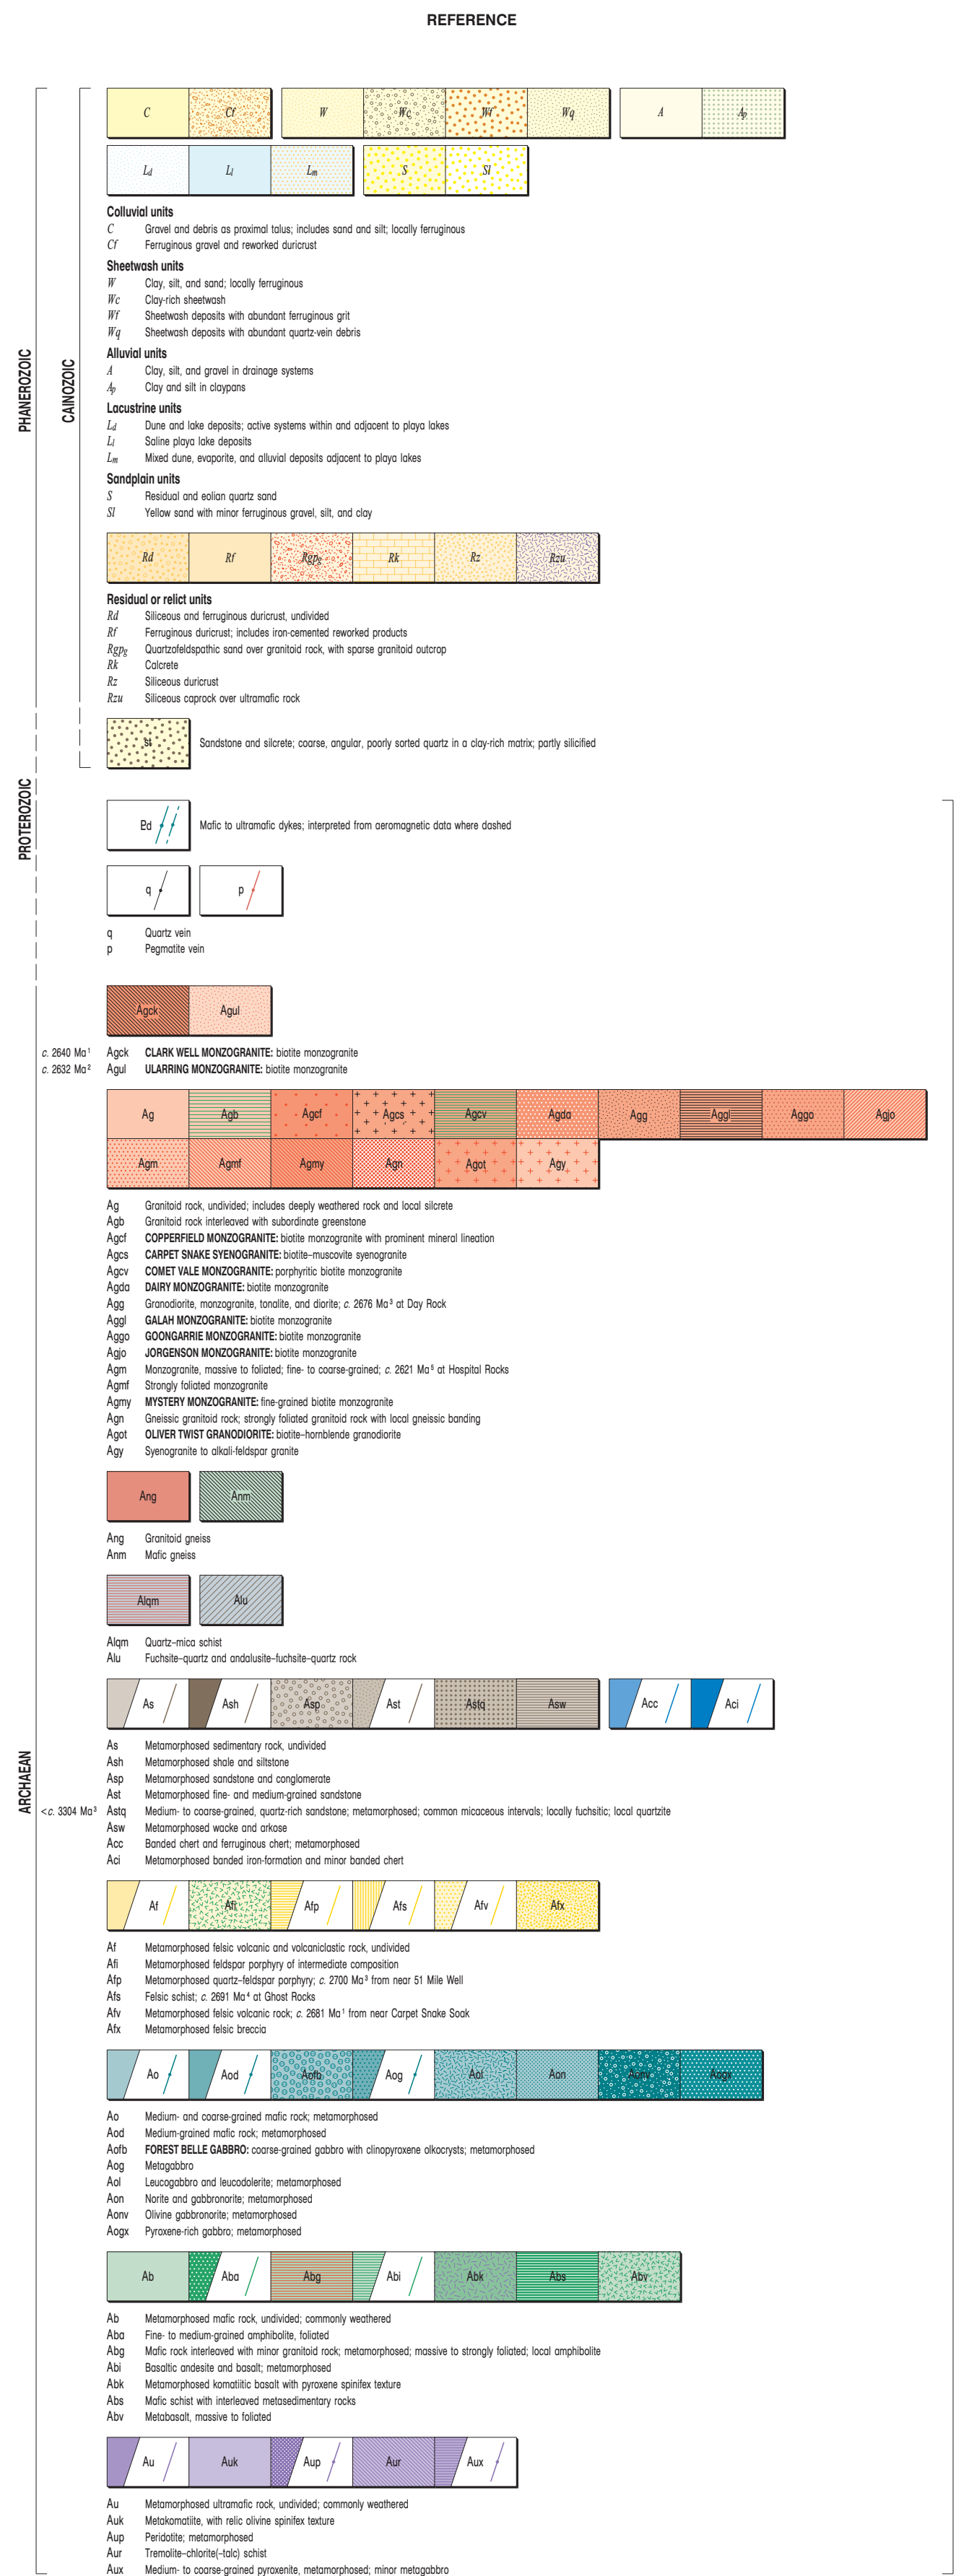 REFERENCE
C Cf W Wc Wf Wq A Ap
Ld Ll Lm S Sl
Colluvial units
C Gravel and debris as proximal talus; includes sand and silt; locally ferruginous
Cf Ferruginous gravel and reworked duricrust
Sheetwash units
W Clay, silt, and sand; locally ferruginous
Wc Clay-rich sheetwash
Wf Sheetwash deposits with abundant ferruginous grit
Wq Sheetwash deposits with abundant quartz-vein debris
Alluvial units
A Clay, silt, and gravel in drainage systems
Ap Clay and silt in claypans
Lacustrine units
Ld Dune and lake deposits; active systems within and adjacent to playa lakes
Ll Saline playa lake deposits
Lm Mixed dune, evaporite, and alluvial deposits adjacent to playa lakes
Sandplain units
S Residual and eolian quartz sand
Sl Yellow sand with minor ferruginous gravel, silt, and clay
PHANEROZOIC
CAINOZOIC
Rd Rf Rgpg Rk Rz Rzu
Residual or relict units
Rd Siliceous and ferruginous duricrust, undivided
Rf Ferruginous duricrust; includes iron-cemented reworked products
Rgpg Quartzofeldspathic sand over granitoid rock, with sparse granitoid outcrop
Rk Calcrete
Rz Siliceous duricrust
Rzu Siliceous caprock over ultramafic rock
st Sandstone and silcrete; coarse, angular, poorly sorted quartz in a clay-rich matrix; partly silicified
PROTEROZOIC
Pd Mafic to ultramafic dykes; interpreted from aeromagnetic data where dashed
q p
q Quartz vein
p Pegmatite vein
Agck Agul
c. 2640 Ma¹ Agck CLARK WELL MONZOGRANITE: biotite monzogranite
c. 2632 Ma² Agul ULARRING MONZOGRANITE: biotite monzogranite
Ag Agb Agcf Agcs Agcv Agda Agg Aggl Aggo Agjo
Agm Agmf Agmy Agn Agot Agy
Ag Granitoid rock, undivided; includes deeply weathered rock and local silcrete
Agb Granitoid rock interleaved with subordinate greenstone
Agcf COPPERFIELD MONZOGRANITE: biotite monzogranite with prominent mineral lineation
Agcs CARPET SNAKE SYENOGRANITE: biotite–muscovite syenogranite
Agcv COMET VALE MONZOGRANITE: porphyritic biotite monzogranite
Agda DAIRY MONZOGRANITE: biotite monzogranite
Agg Granodiorite, monzogranite, tonalite, and diorite; c. 2676 Ma³ at Day Rock
Aggl GALAH MONZOGRANITE: biotite monzogranite
Aggo GOONGARRIE MONZOGRANITE: biotite monzogranite
Agjo JORGENSON MONZOGRANITE: biotite monzogranite
Agm Monzogranite, massive to foliated; fine- to coarse-grained; c. 2621 Ma⁵ at Hospital Rocks
Agmf Strongly foliated monzogranite
Agmy MYSTERY MONZOGRANITE: fine-grained biotite monzogranite
Agn Gneissic granitoid rock; strongly foliated granitoid rock with local gneissic banding
Agot OLIVER TWIST GRANODIORITE: biotite–hornblende granodiorite
Agy Syenogranite to alkali-feldspar granite
Ang Anm
Ang Granitoid gneiss
Anm Mafic gneiss
Alqm Alu
Alqm Quartz–mica schist
Alu Fuchsite–quartz and andalusite–fuchsite–quartz rock
As Ash Asp Ast Astq Asw Acc Aci
As Metamorphosed sedimentary rock, undivided
Ash Metamorphosed shale and siltstone
Asp Metamorphosed sandstone and conglomerate
Ast Metamorphosed fine- and medium-grained sandstone
ARCHAEAN
<c. 3304 Ma³ Astq Medium- to coarse-grained, quartz-rich sandstone; metamorphosed; common micaceous intervals; locally fuchsitic; local quartzite
Asw Metamorphosed wacke and arkose
Acc Banded chert and ferruginous chert; metamorphosed
Aci Metamorphosed banded iron-formation and minor banded chert
Af Afi Afp Afs Afv Afx
Af Metamorphosed felsic volcanic and volcaniclastic rock, undivided
Afi Metamorphosed feldspar porphyry of intermediate composition
Afp Metamorphosed quartz–feldspar porphyry; c. 2700 Ma³ from near 51 Mile Well
Afs Felsic schist; c. 2691 Ma⁴ at Ghost Rocks
Afv Metamorphosed felsic volcanic rock; c. 2681 Ma¹ from near Carpet Snake Soak
Afx Metamorphosed felsic breccia
Ao Aod Aofb Aog Aol Aon Aonv Aogx
Ao Medium- and coarse-grained mafic rock; metamorphosed
Aod Medium-grained mafic rock; metamorphosed
Aofb FOREST BELLE GABBRO: coarse-grained gabbro with clinopyroxene oikocrysts; metamorphosed
Aog Metagabbro
Aol Leucogabbro and leucodolerite; metamorphosed
Aon Norite and gabbronorite; metamorphosed
Aonv Olivine gabbronorite; metamorphosed
Aogx Pyroxene-rich gabbro; metamorphosed
Ab Aba Abg Abi Abk Abs Abv
Ab Metamorphosed mafic rock, undivided; commonly weathered
Aba Fine- to medium-grained amphibolite, foliated
Abg Mafic rock interleaved with minor granitoid rock; metamorphosed; massive to strongly foliated; local amphibolite
Abi Basaltic andesite and basalt; metamorphosed
Abk Metamorphosed komatiitic basalt with pyroxene spinifex texture
Abs Mafic schist with interleaved metasedimentary rocks
Abv Metabasalt, massive to foliated
Au Auk Aup Aur Aux
Au Metamorphosed ultramafic rock, undivided; commonly weathered
Auk Metakomatiite, with relic olivine spinifex texture
Aup Peridotite; metamorphosed
Aur Tremolite–chlorite(–talc) schist
Aux Medium- to coarse-grained pyroxenite, metamorphosed; minor metagabbro